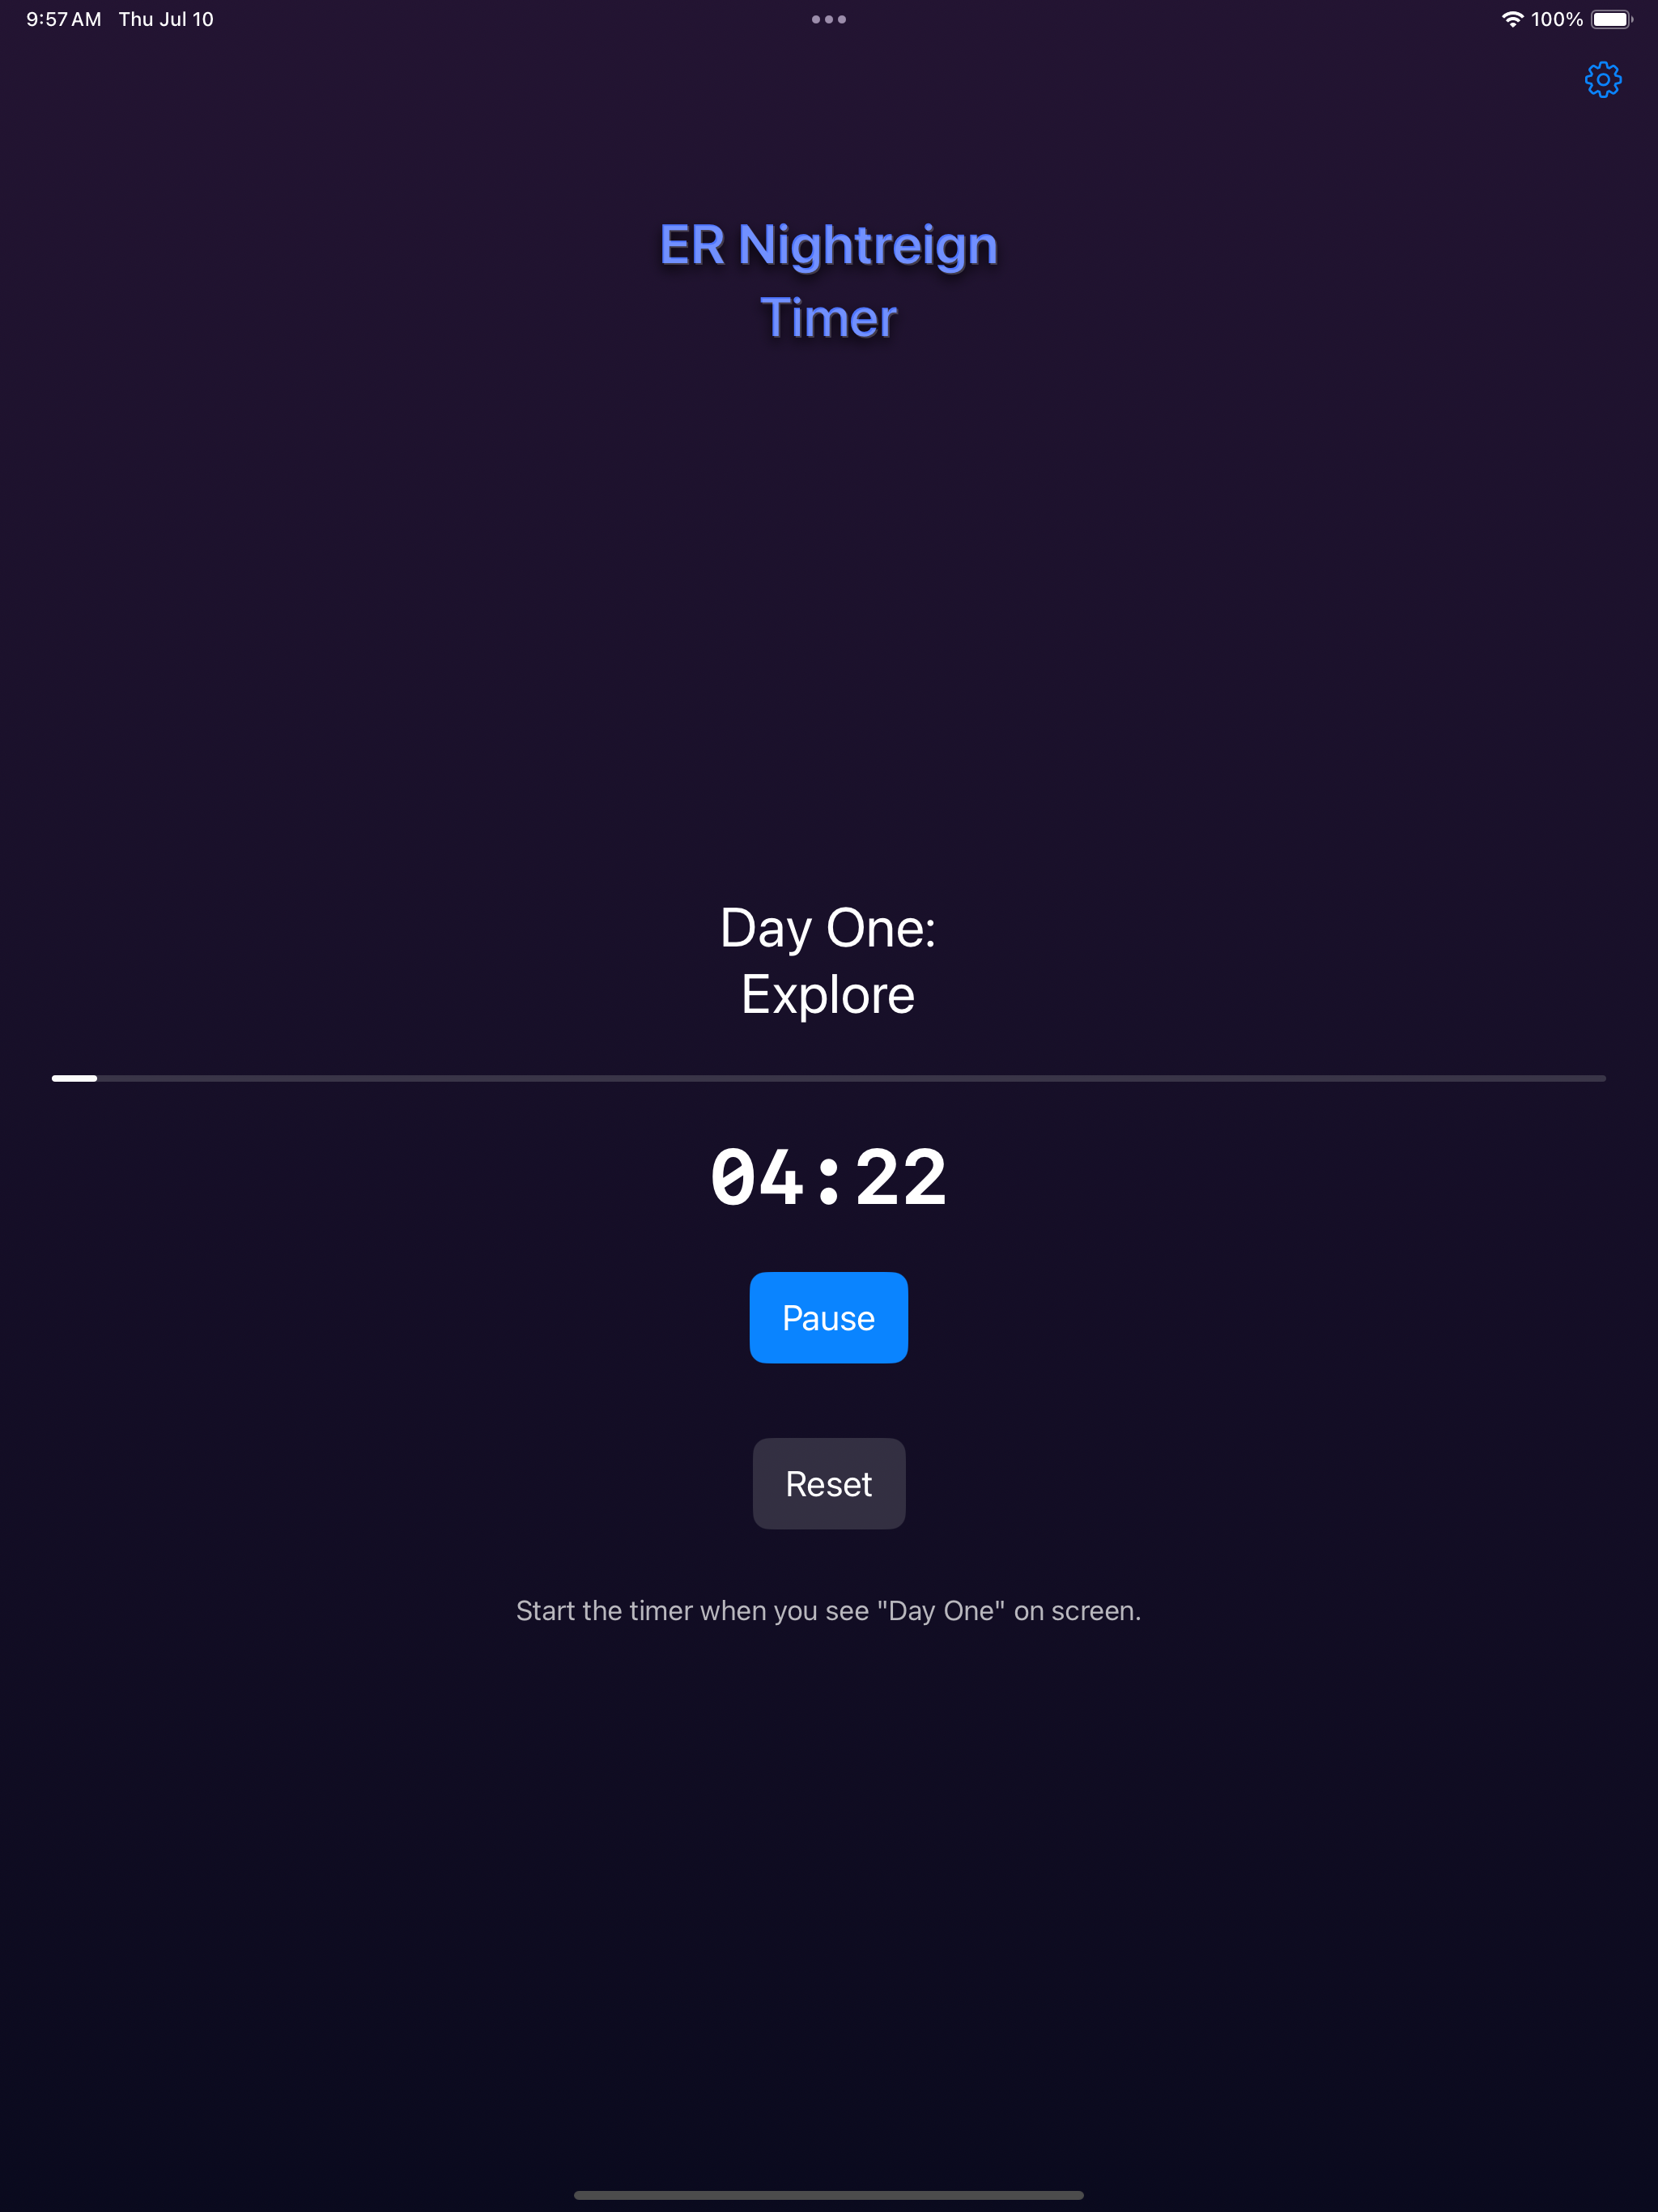 9:57 AM Thu Jul 10
100%
ER Nightreign
Timer
Day One:
Explore
04:22
Pause
Reset
Start the timer when you see "Day One" on screen.